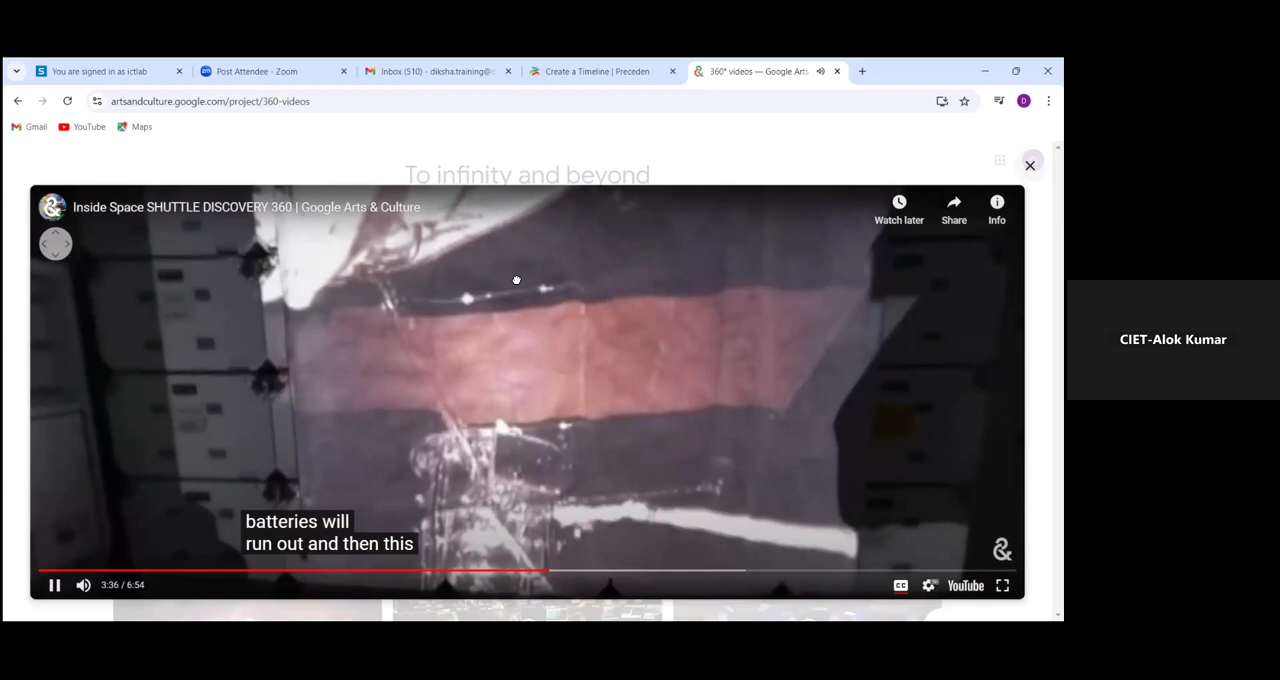 You are signed in as ictlab
Post Attendee - Zoom
Inbox (510) - diksha.training@c
Create a Timeline | Preceden
360° videos — Google Arts
artsandculture.google.com/project/360-videos
D
Gmail
YouTube
Maps
To infinity and beyond
Inside Space SHUTTLE DISCOVERY 360 | Google Arts & Culture
Watch later
Share
Info
CIET-Alok Kumar
batteries will
run out and then this
3:36 / 6:54
CC
YouTube